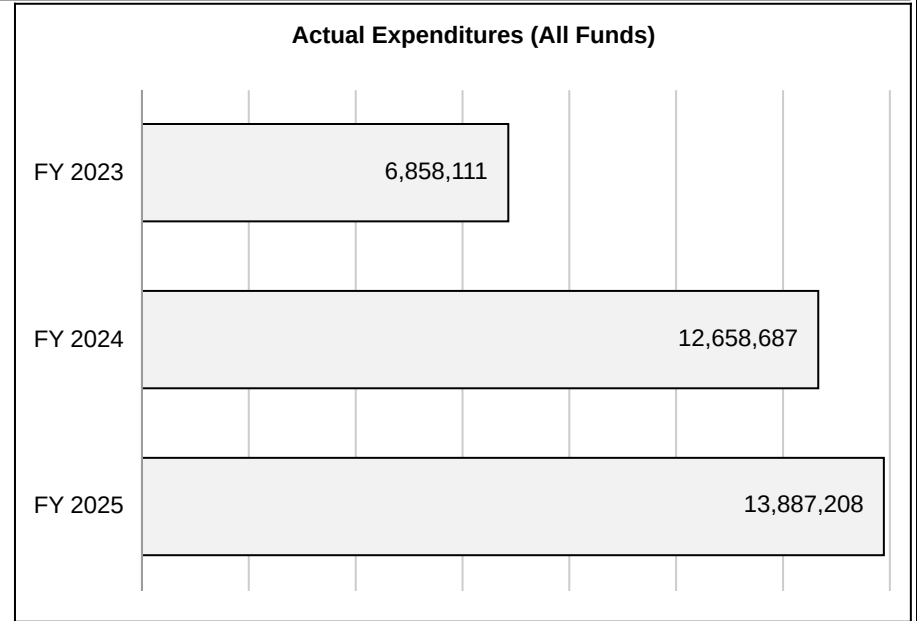 Actual Expenditures (All Funds)
FY 2023
6,858,111
FY 2024
12,658,687
FY 2025
13,887,208